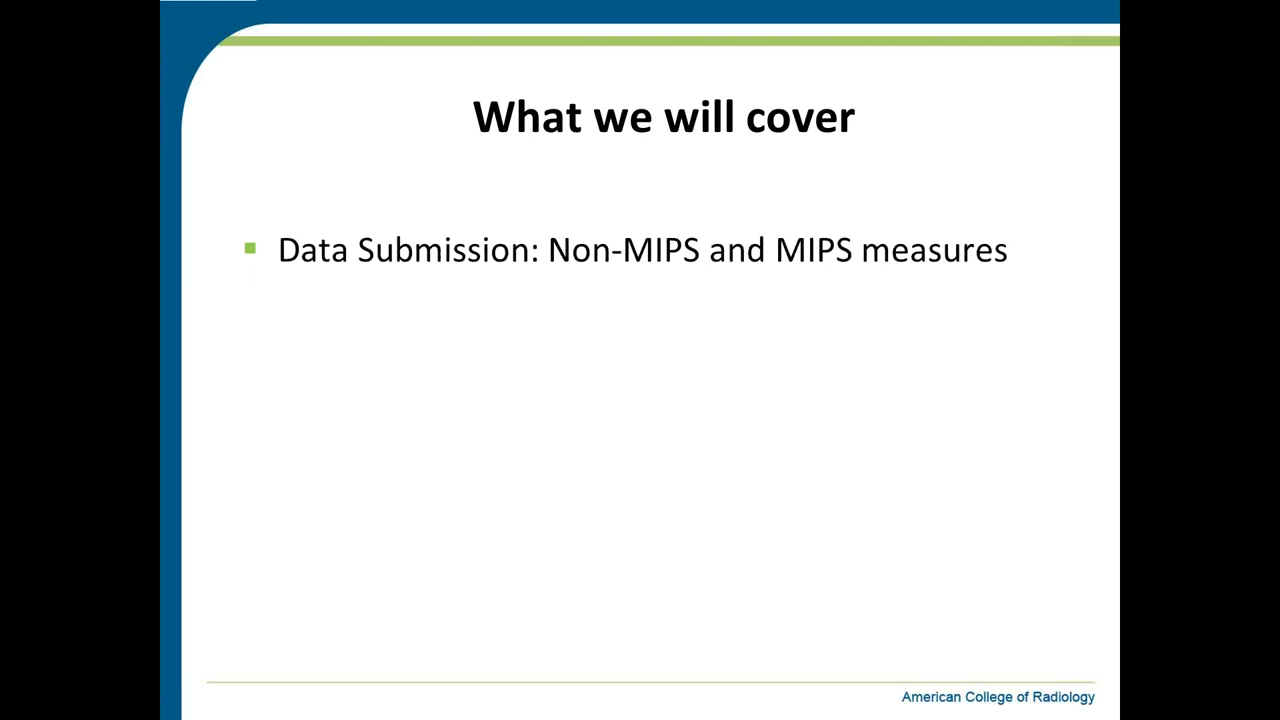 What we will cover
Data Submission: Non-MIPS and MIPS measures
American College of Radiology